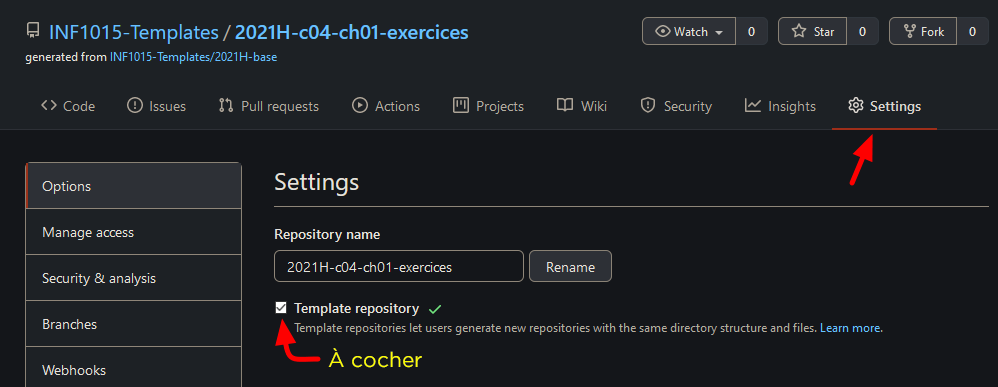 INF1015-Templates / 2021H-c04-ch01-exercices
Watch 0 Star 0 Fork 0
generated from INF1015-Templates/2021H-base
Code Issues Pull requests Actions Projects Wiki Security Insights Settings
Options
Manage access
Security & analysis
Branches
Webhooks
Settings
Repository name
2021H-c04-ch01-exercices Rename
Template repository
Template repositories let users generate new repositories with the same directory structure and files. Learn more.
À cocher